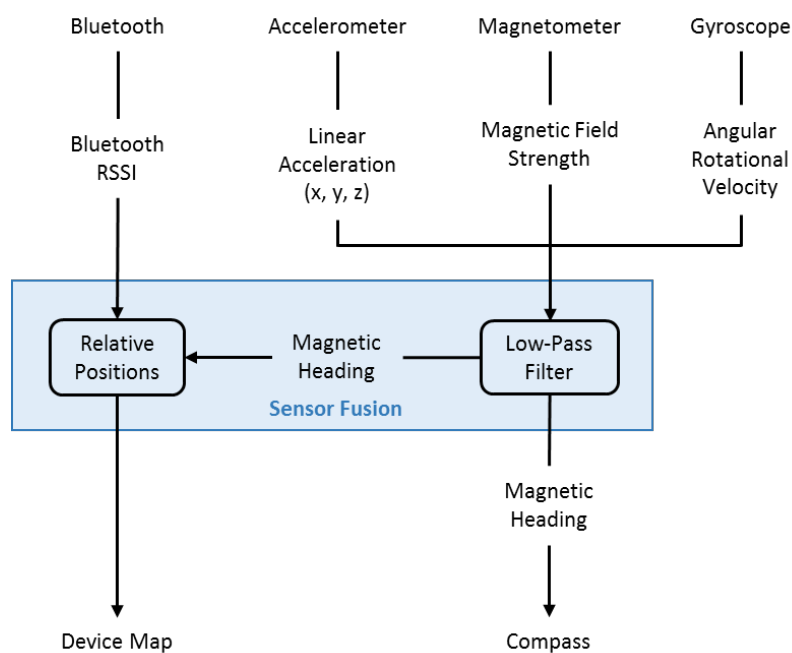 Bluetooth
Accelerometer
Magnetometer
Gyroscope
Bluetooth
RSSI
Linear
Acceleration
(x, y, z)
Magnetic Field
Strength
Angular
Rotational
Velocity
Relative
Positions
Magnetic
Heading
Low-Pass
Filter
Sensor Fusion
Magnetic
Heading
Device Map
Compass